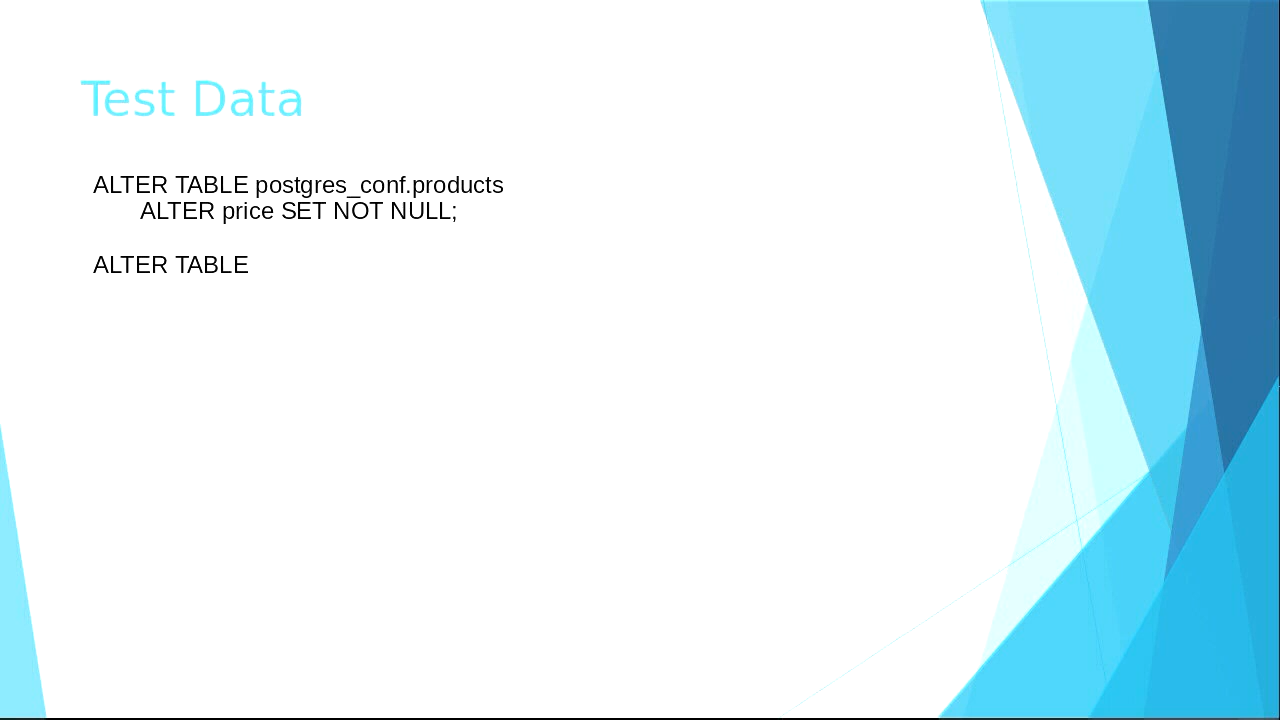 Test Data
ALTER TABLE postgres_conf.products
ALTER price SET NOT NULL;
ALTER TABLE